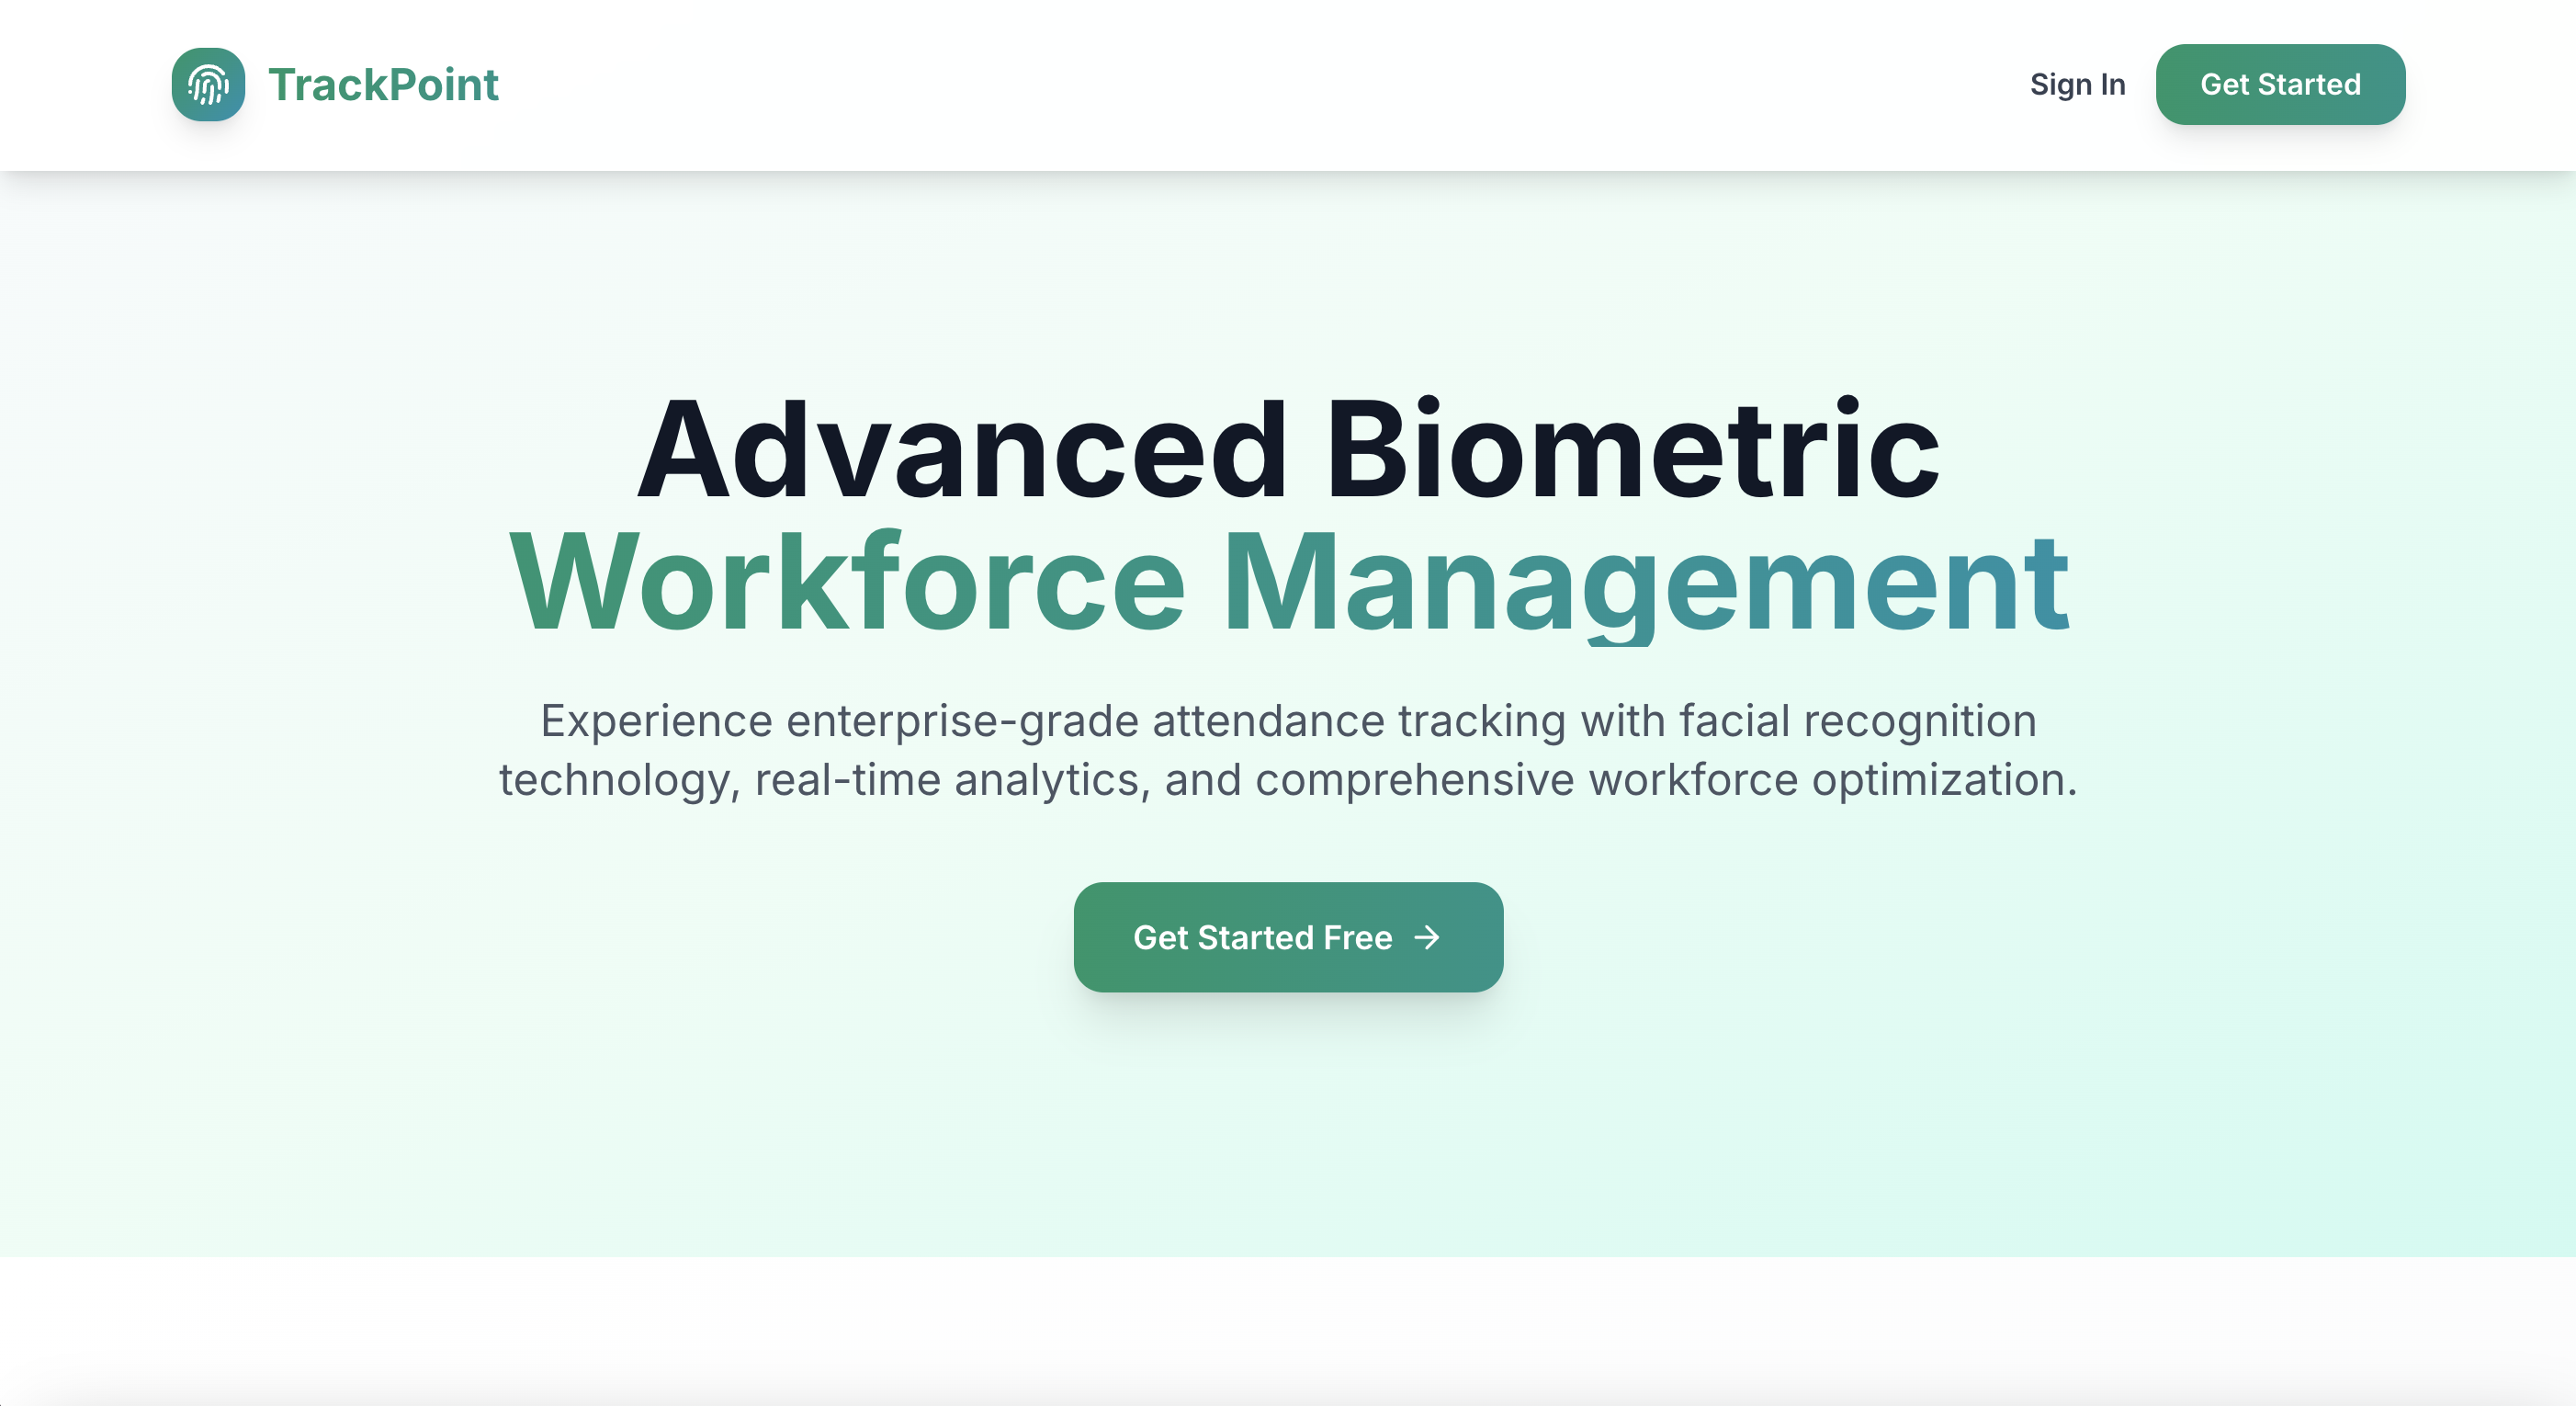 TrackPoint
Sign In
Get Started
Advanced Biometric
Workforce Management
Experience enterprise-grade attendance tracking with facial recognition
technology, real-time analytics, and comprehensive workforce optimization.
Get Started Free